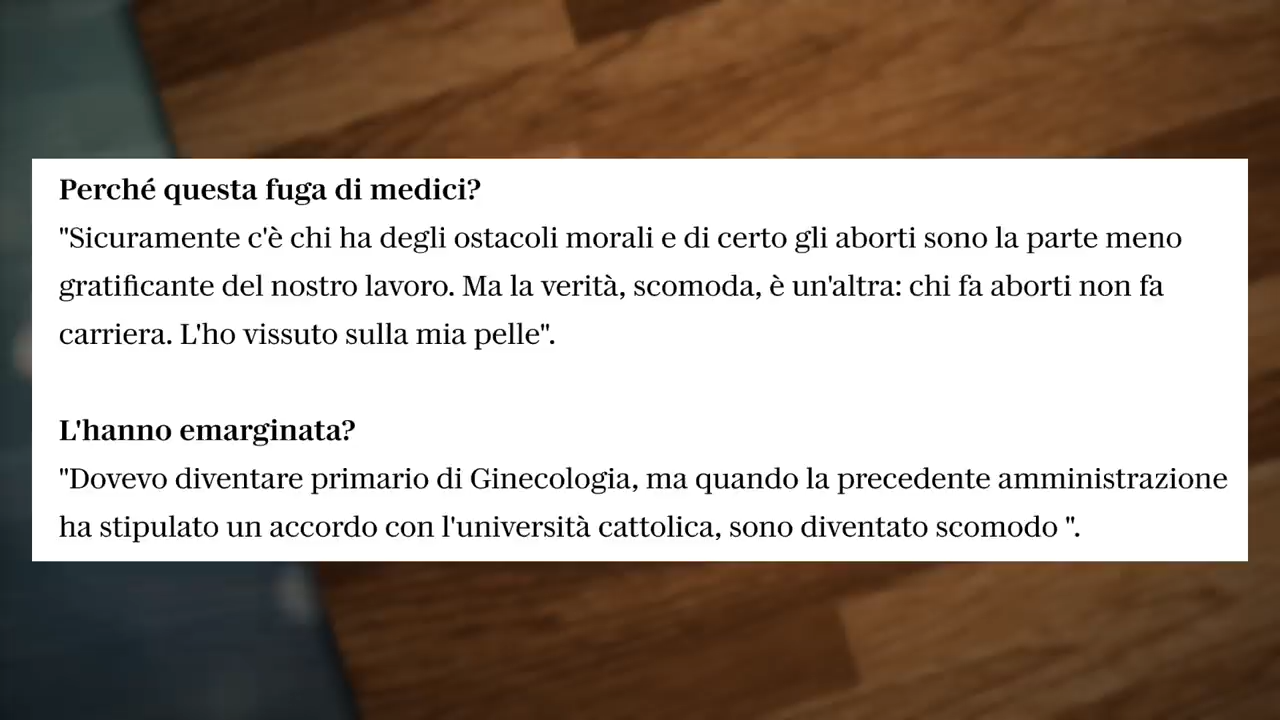 Perché questa fuga di medici?
"Sicuramente c'è chi ha degli ostacoli morali e di certo gli aborti sono la parte meno
gratificante del nostro lavoro. Ma la verità, scomoda, è un'altra: chi fa aborti non fa
carriera. L'ho vissuto sulla mia pelle".
L'hanno emarginata?
"Dovevo diventare primario di Ginecologia, ma quando la precedente amministrazione
ha stipulato un accordo con l'università cattolica, sono diventato scomodo ".